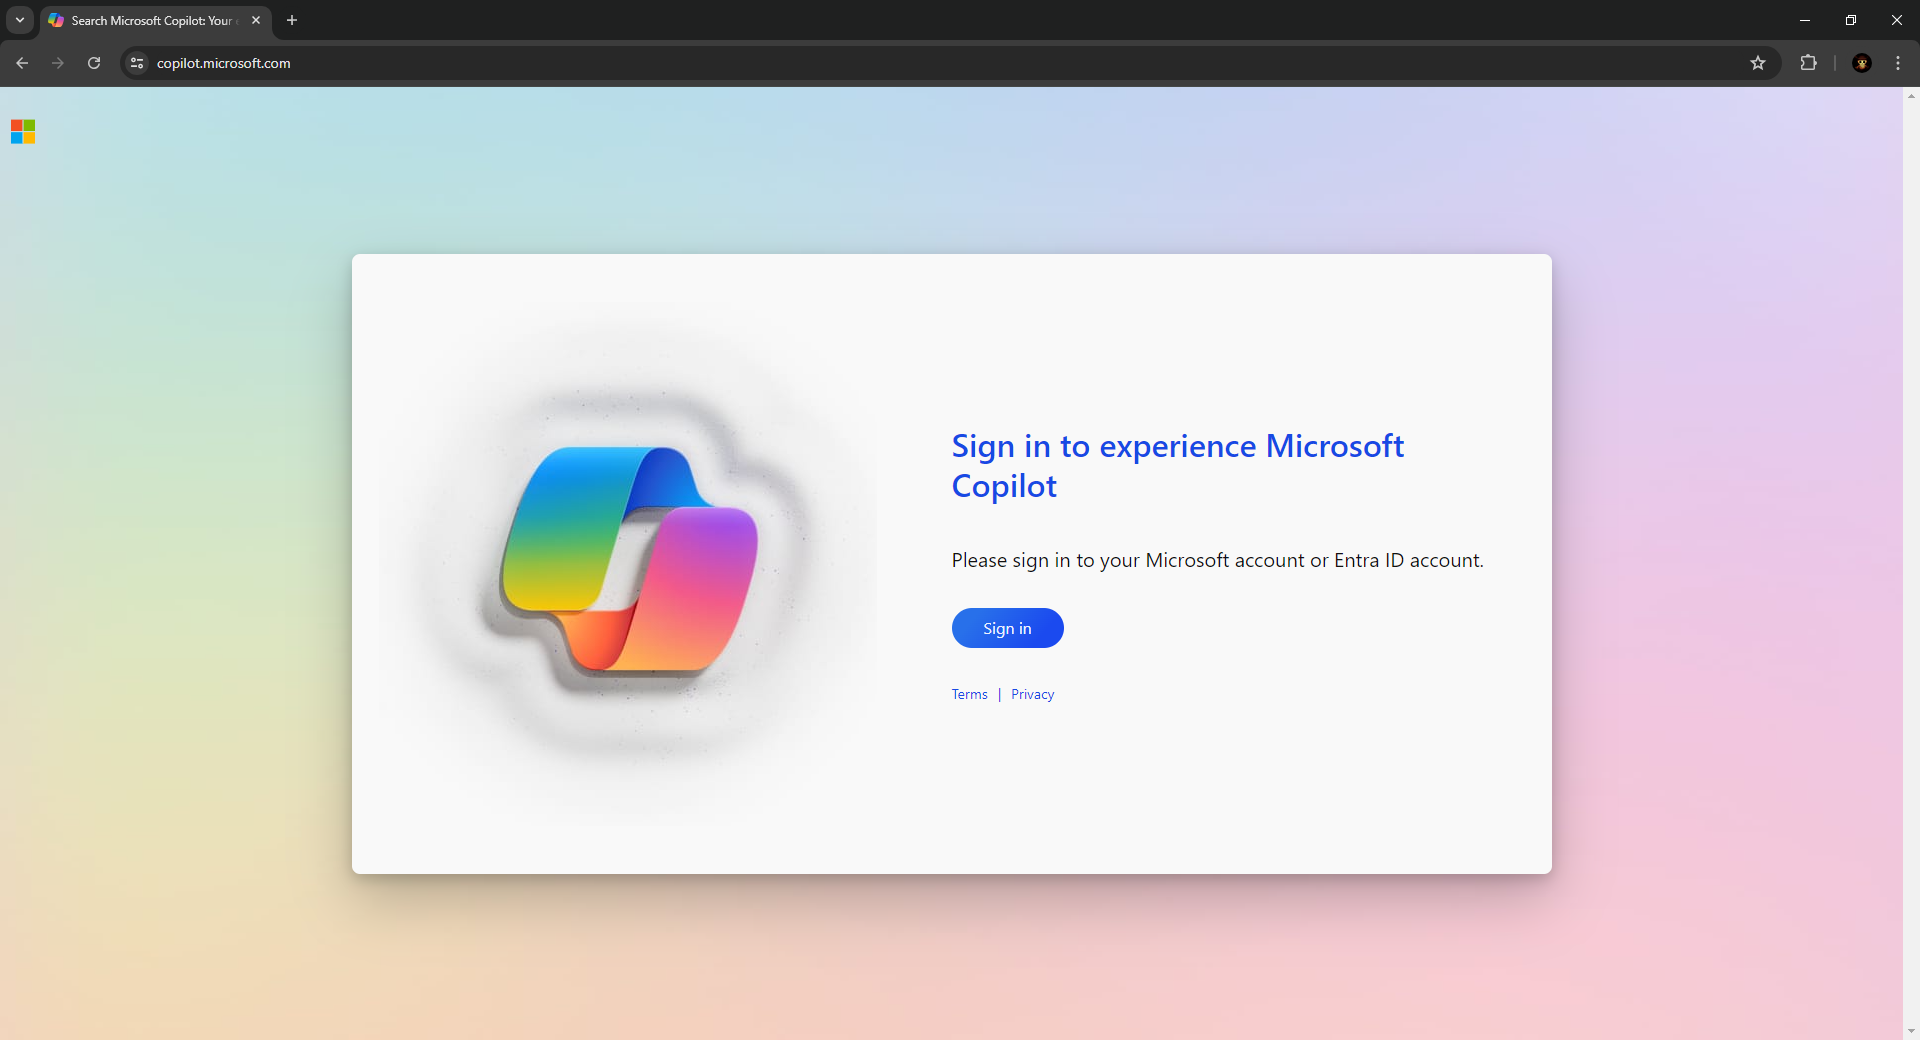 Search Microsoft Copilot: Your
copilot.microsoft.com
Sign in to experience Microsoft
Copilot
Please sign in to your Microsoft account or Entra ID account.
Sign in
Terms | Privacy